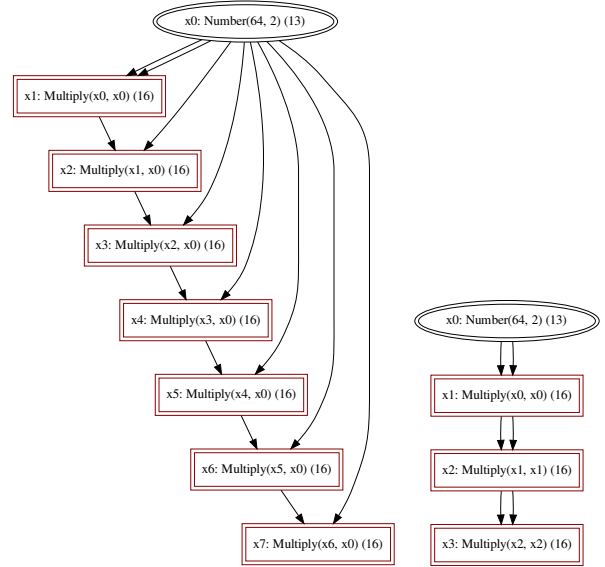 x0: Number(64, 2) (13)
x1: Multiply(x0, x0) (16)
x2: Multiply(x1, x0) (16)
x3: Multiply(x2, x0) (16)
x4: Multiply(x3, x0) (16)
x5: Multiply(x4, x0) (16)
x6: Multiply(x5, x0) (16)
x7: Multiply(x6, x0) (16)
x0: Number(64, 2) (13)
x1: Multiply(x0, x0) (16)
x2: Multiply(x1, x1) (16)
x3: Multiply(x2, x2) (16)